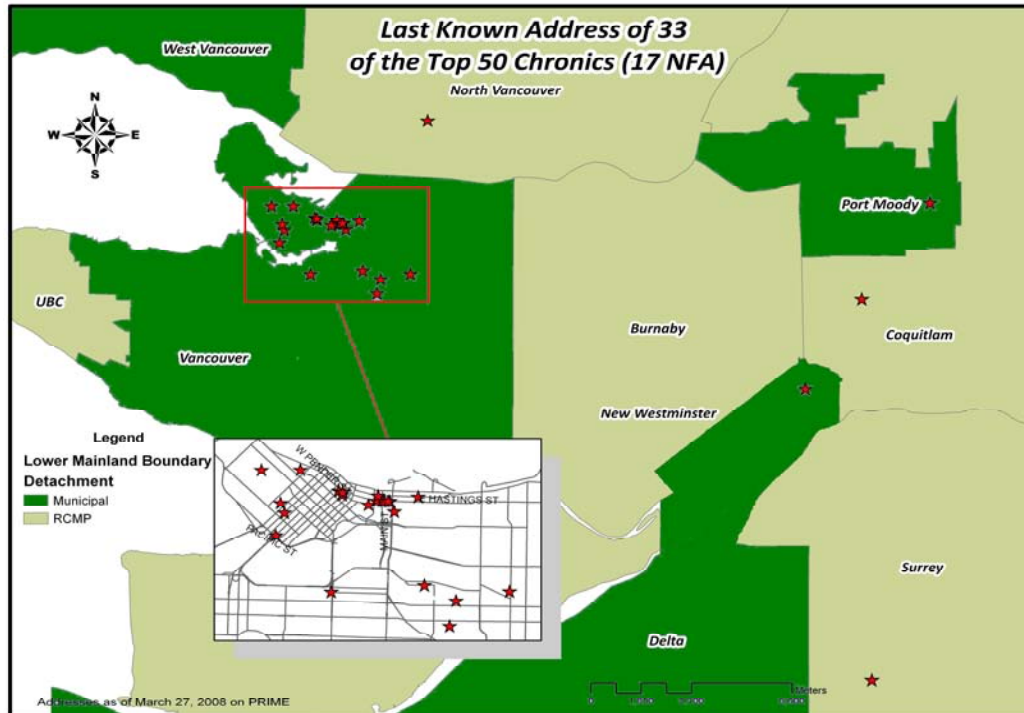 Last Known Address of 33
of the Top 50 Chronics (17 NFA)
West Vancouver
North Vancouver
N
W E
S
Port Moody
UBC
Burnaby
Coquitlam
Vancouver
New Westminster
Legend
Lower Mainland Boundary
Detachment
Municipal
RCMP
HASTINGS ST
MAIN ST
PACIFIC ST
Surrey
Delta
Meters
0
Addresses as of March 27, 2008 on PRIME